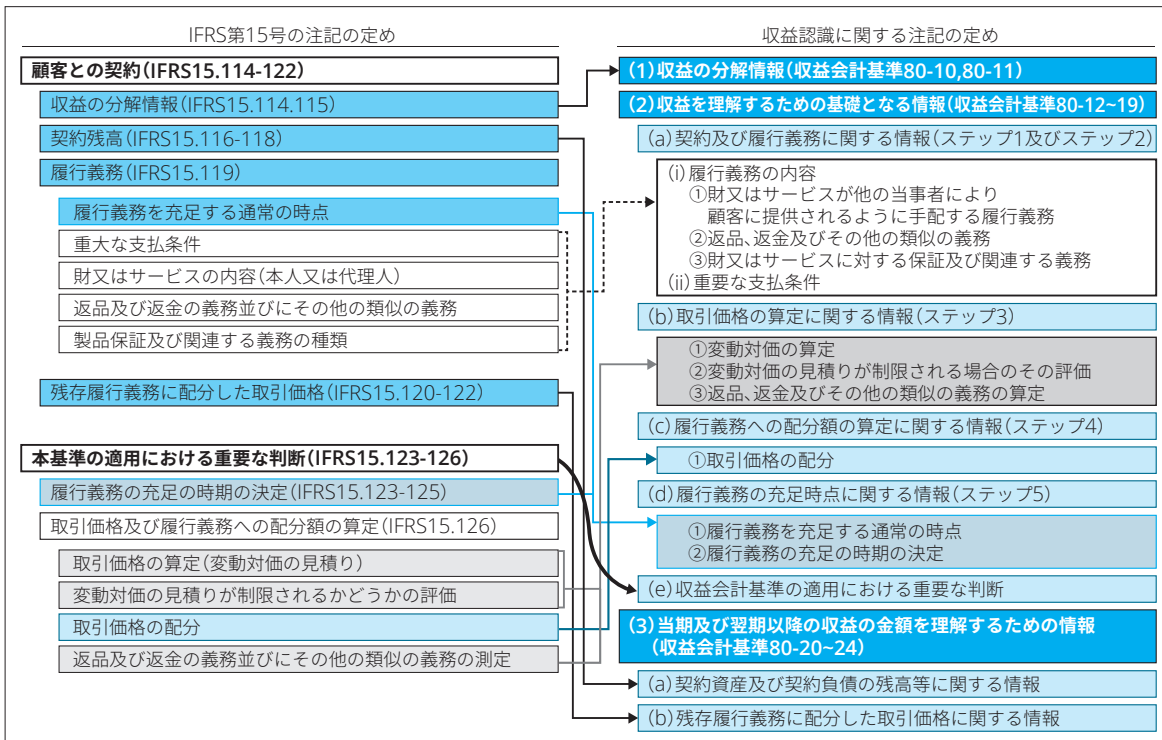 IFRS第15号の注記の定め
顧客との契約(IFRS15.114-122)
収益の分解情報(IFRS15.114.115)
契約残高(IFRS15.116-118)
履行義務(IFRS15.119)
履行義務を充足する通常の時点
重大な支払条件
財又はサービスの内容(本人又は代理人)
返品及び返金の義務並びにその他の類似の義務
製品保証及び関連する義務の種類
残存履行義務に配分した取引価格(IFRS15.120-122)
本基準の適用における重要な判断(IFRS15.123-126)
履行義務の充足の時期の決定(IFRS15.123-125)
取引価格及び履行義務への配分額の算定(IFRS15.126)
取引価格の算定(変動対価の見積り)
変動対価の見積りが制限されるかどうかの評価
取引価格の配分
返品及び返金の義務並びにその他の類似の義務の測定
収益認識に関する注記の定め
(1)収益の分解情報(収益会計基準80-10,80-11)
(2)収益を理解するための基礎となる情報(収益会計基準80-12~19)
(a)契約及び履行義務に関する情報(ステップ1及びステップ2)
(i)履行義務の内容
①財又はサービスが他の当事者により
顧客に提供されるように手配する履行義務
②返品、返金及びその他の類似の義務
③財又はサービスに対する保証及び関連する義務
(ii)重要な支払条件
(b)取引価格の算定に関する情報(ステップ3)
①変動対価の算定
②変動対価の見積りが制限される場合のその評価
③返品、返金及びその他の類似の義務の算定
(c)履行義務への配分額の算定に関する情報(ステップ4)
①取引価格の配分
(d)履行義務の充足時点に関する情報(ステップ5)
①履行義務を充足する通常の時点
②履行義務の充足の時期の決定
(e)収益会計基準の適用における重要な判断
(3)当期及び翌期以降の収益の金額を理解するための情報
(収益会計基準80-20~24)
(a)契約資産及び契約負債の残高等に関する情報
(b)残存履行義務に配分した取引価格に関する情報